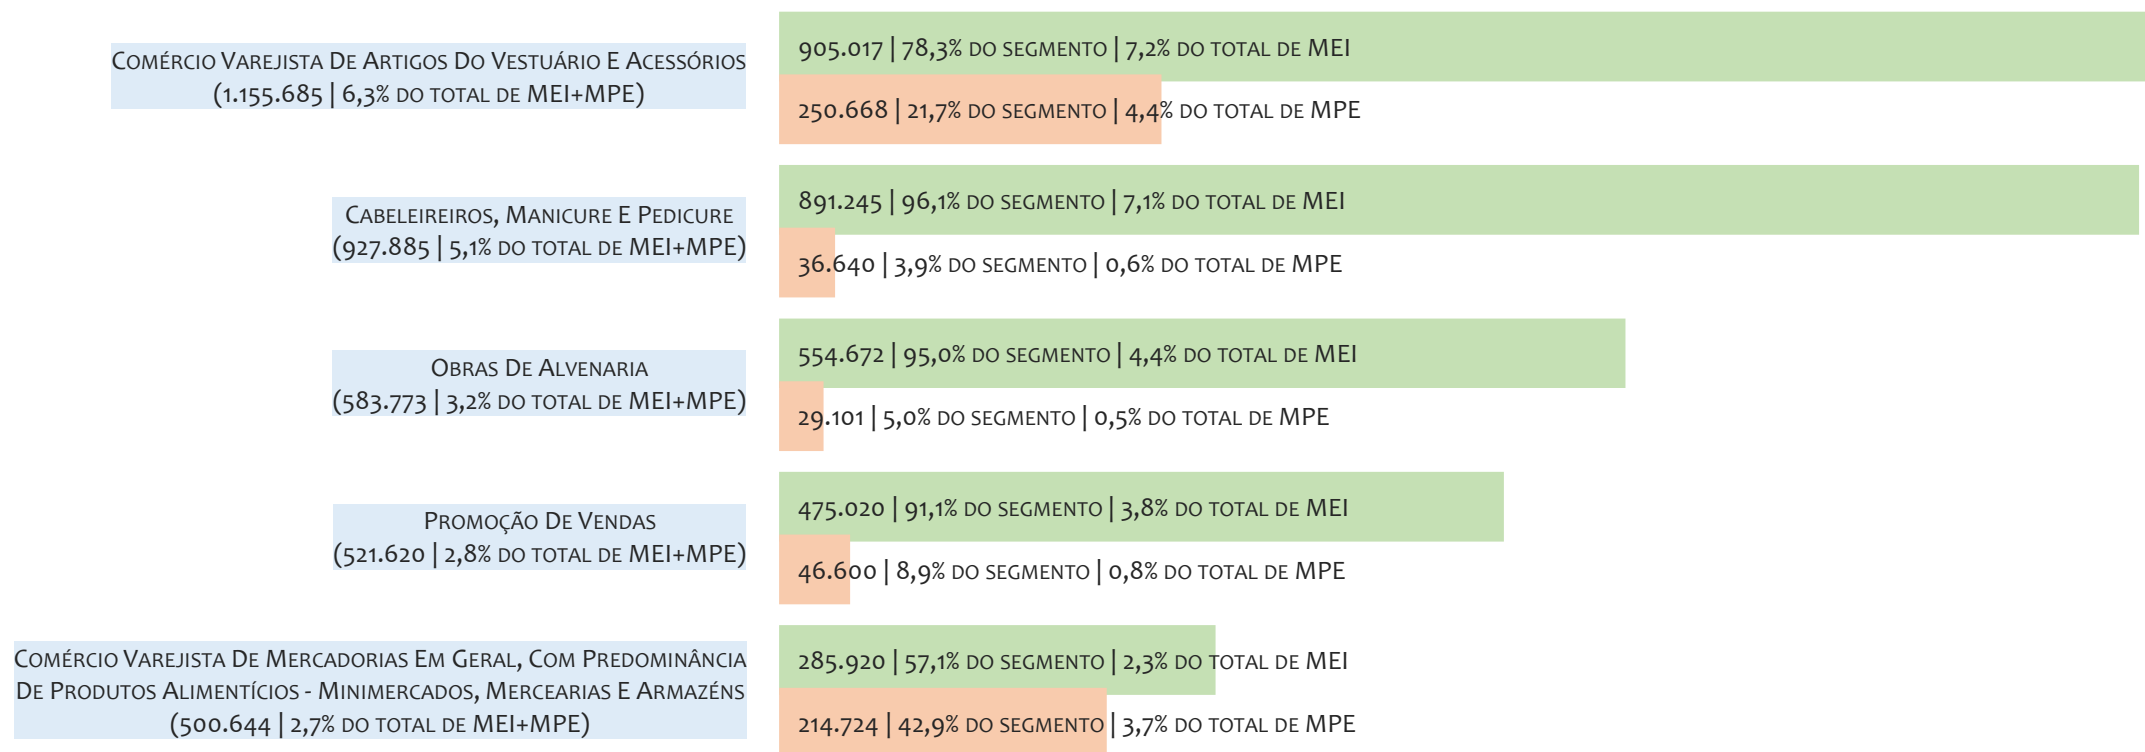 Comércio Varejista De Artigos Do Vestuário E Acessórios
(1.155.685 | 6,3% do total de MEI+MPE)
905.017 | 78,3% do segmento | 7,2% do total de MEI
250.668 | 21,7% do segmento | 4,4% do total de MPE
Cabeleireiros, Manicure E Pedicure
(927.885 | 5,1% do total de MEI+MPE)
891.245 | 96,1% do segmento | 7,1% do total de MEI
36.640 | 3,9% do segmento | 0,6% do total de MPE
Obras De Alvenaria
(583.773 | 3,2% do total de MEI+MPE)
554.672 | 95,0% do segmento | 4,4% do total de MEI
29.101 | 5,0% do segmento | 0,5% do total de MPE
Promoção De Vendas
(521.620 | 2,8% do total de MEI+MPE)
475.020 | 91,1% do segmento | 3,8% do total de MEI
46.600 | 8,9% do segmento | 0,8% do total de MPE
Comércio Varejista De Mercadorias Em Geral, Com Predominância
De Produtos Alimentícios - Minimercados, Mercearias E Armazéns
(500.644 | 2,7% do total de MEI+MPE)
285.920 | 57,1% do segmento | 2,3% do total de MEI
214.724 | 42,9% do segmento | 3,7% do total de MPE